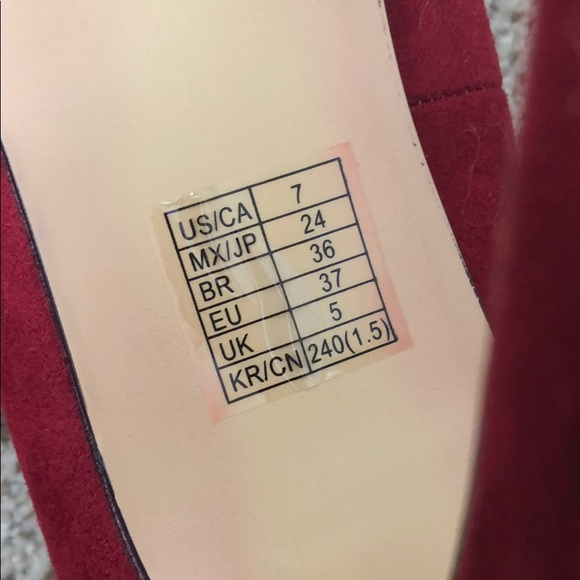 US/CA 7
MX/JP 24
BR 36
EU 37
UK 5
KR/CN 240(1.5)